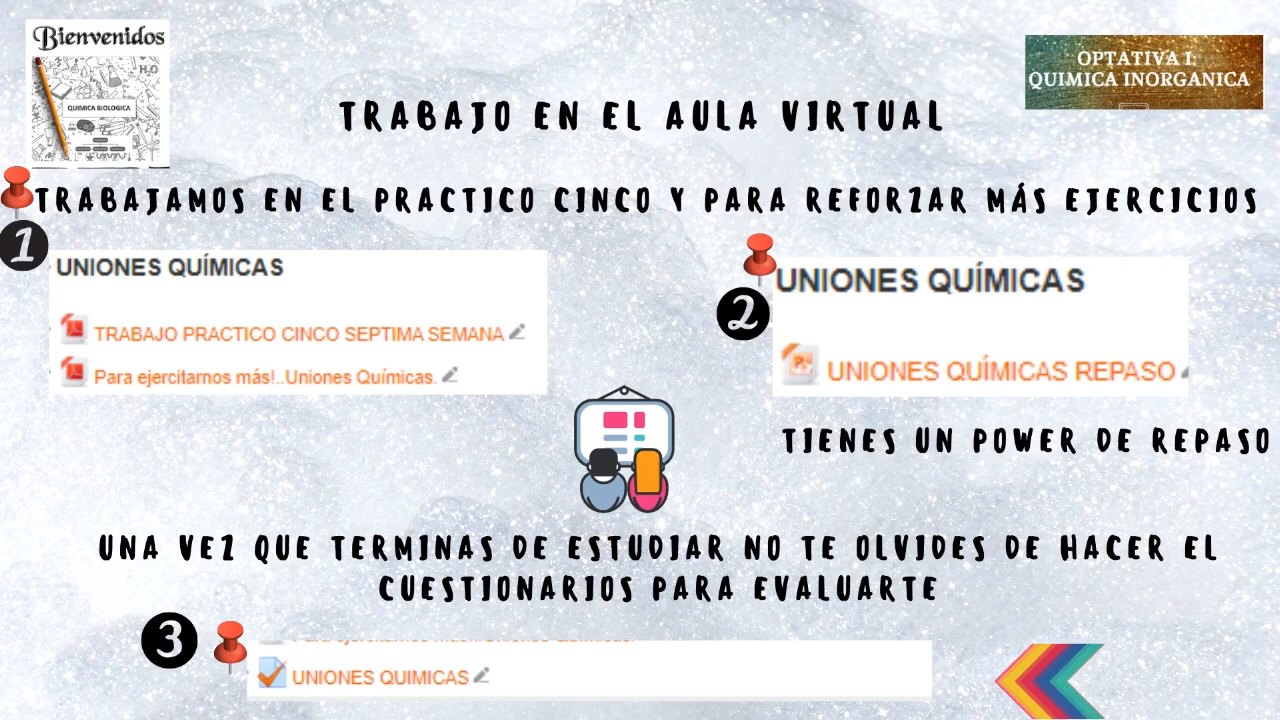 Bienvenidos
H2O
QUIMICA BIOLOGICA
OPTATIVA I:
QUIMICA INORGANICA
TRABAJO EN EL AULA VIRTUAL
TRABAJAMOS EN EL PRACTICO CINCO Y PARA REFORZAR MÁS EJERCICIOS
1
UNIONES QUÍMICAS
TRABAJO PRACTICO CINCO SEPTIMA SEMANA
Para ejercitarnos más!..Uniones Químicas.
2
UNIONES QUÍMICAS
UNIONES QUÍMICAS REPASO
TIENES UN POWER DE REPASO
UNA VEZ QUE TERMINAS DE ESTUDIAR NO TE OLVIDES DE HACER EL
CUESTIONARIOS PARA EVALUARTE
3
UNIONES QUIMICAS